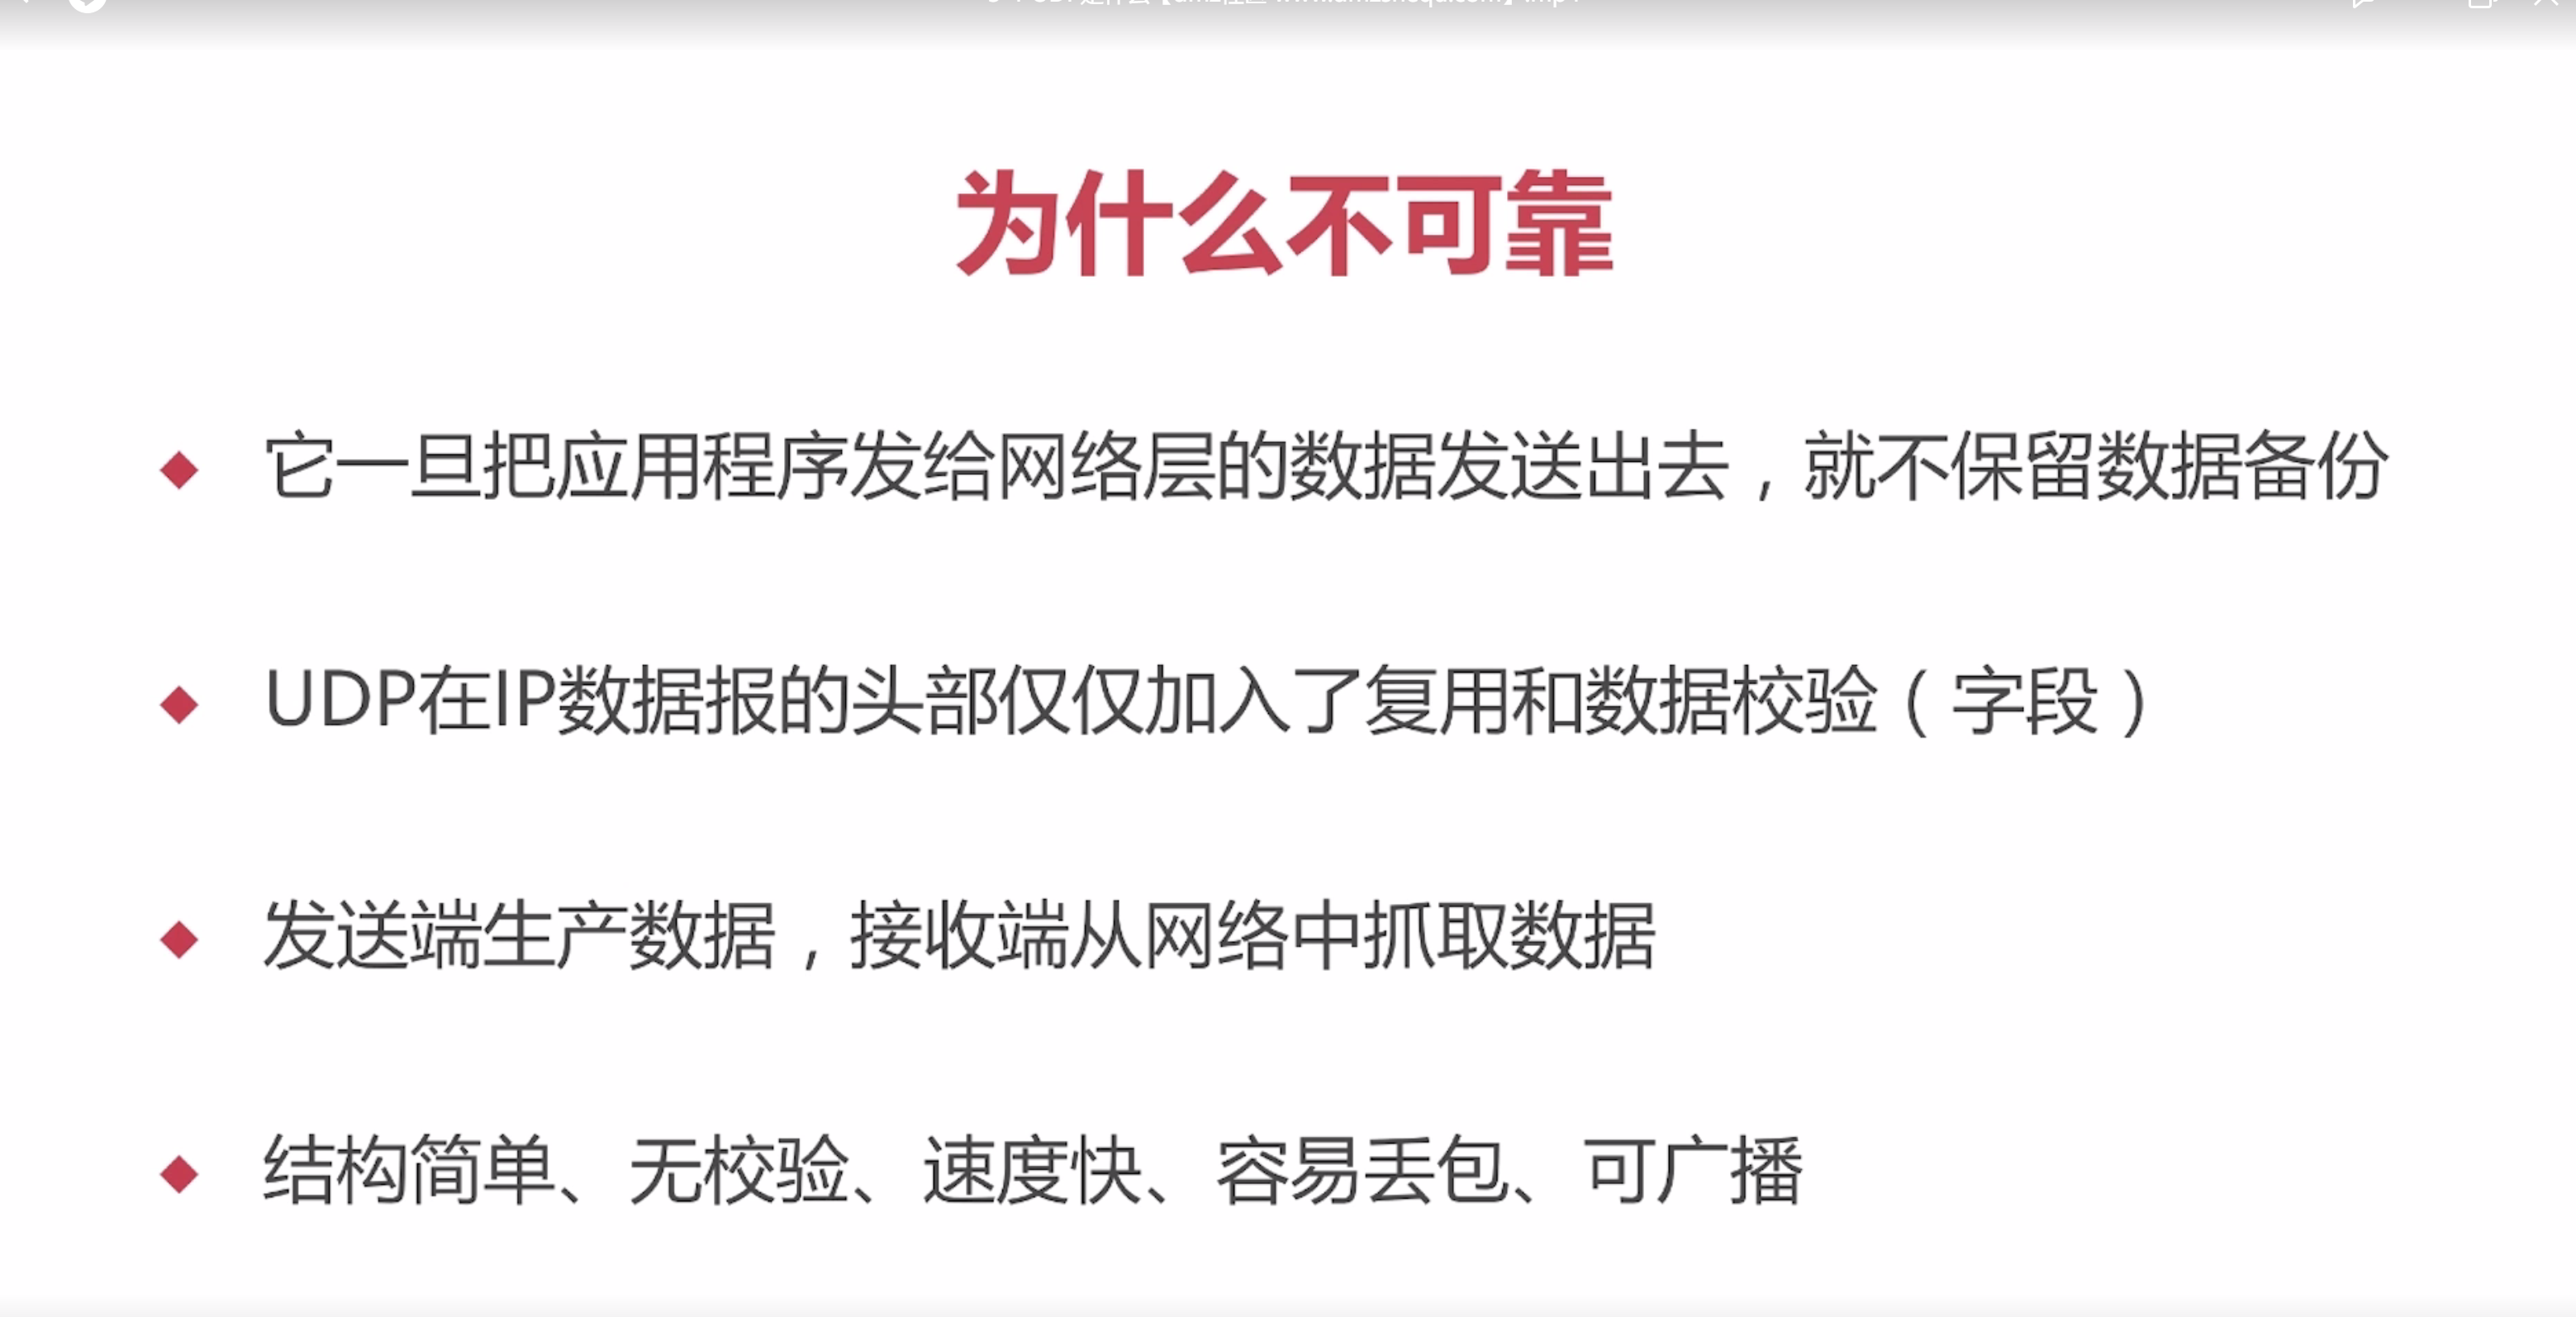 为什么不可靠
它一旦把应用程序发给网络层的数据发送出去，就不保留数据备份
UDP在IP数据报的头部仅仅加入了复用和数据校验（字段）
发送端生产数据，接收端从网络中抓取数据
结构简单、无校验、速度快、容易丢包、可广播